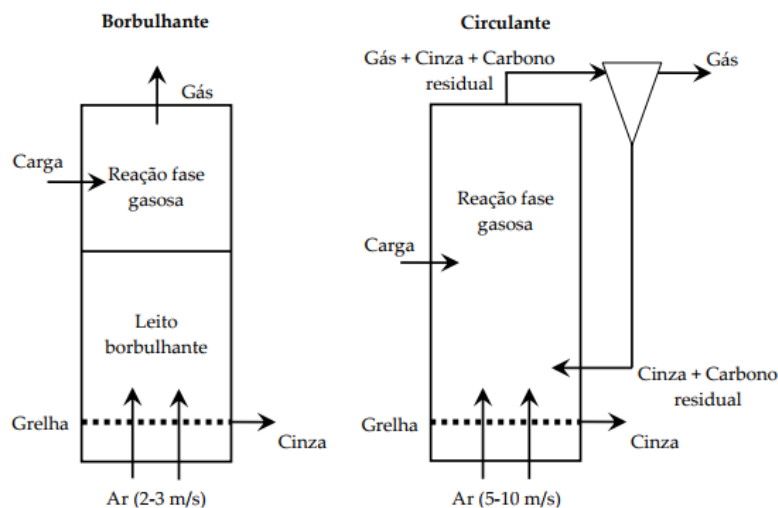 Borbulhante
Gás
Carga
Reação fase
gasosa
Leito
borbulhante
Grelha
Cinza
Ar (2-3 m/s)
Circulante
Gás + Cinza + Carbono
residual
Gás
Reação fase
gasosa
Carga
Cinza + Carbono
residual
Grelha
Cinza
Ar (5-10 m/s)